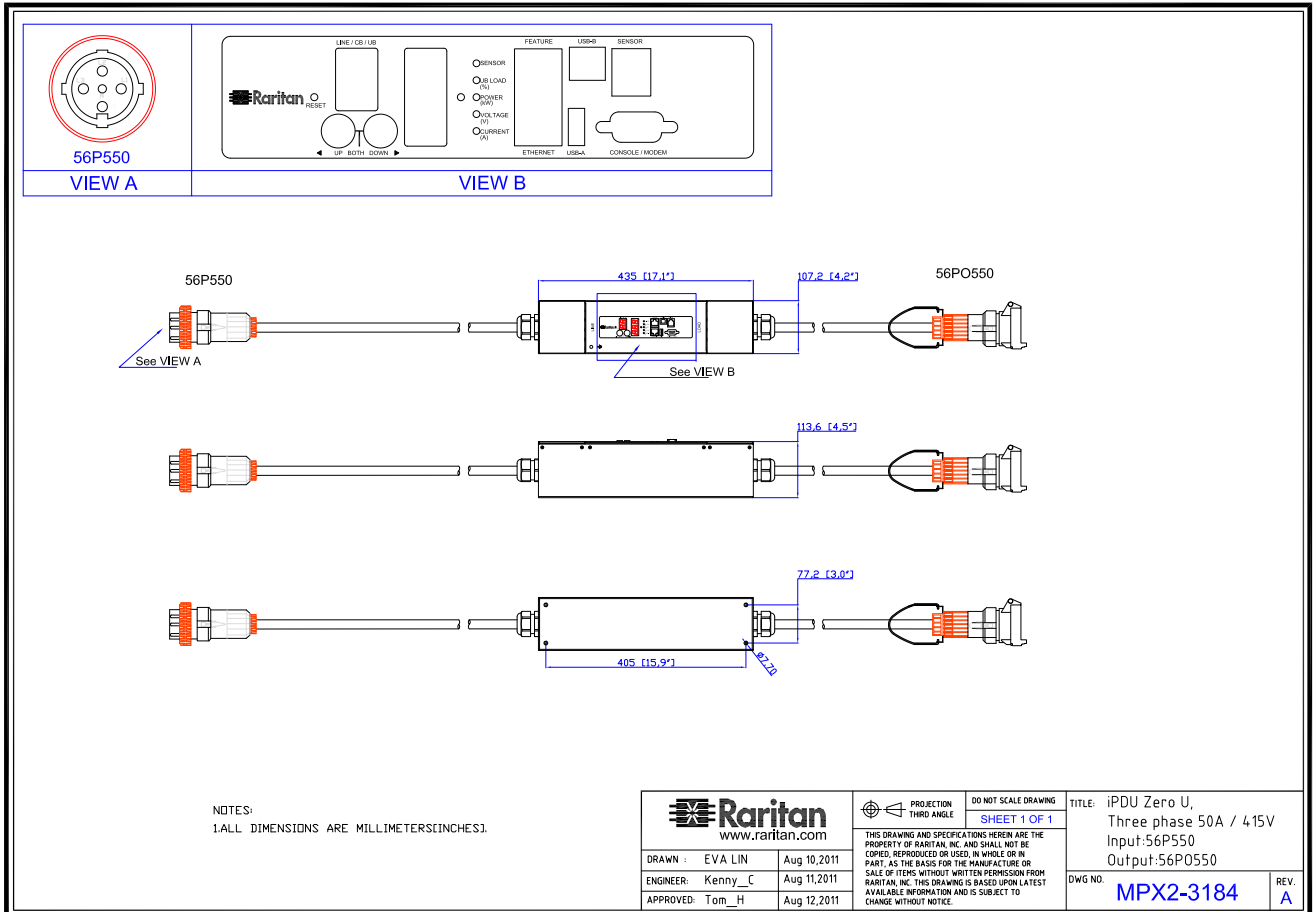 56P550
VIEW A
LINE / CB / UB
Raritan
RESET
UP BOTH DOWN
SENSOR
UB LOAD
(%)
POWER
(kW)
VOLTAGE
(V)
CURRENT
(A)
FEATURE
USB-B
SENSOR
ETHERNET
USB-A
CONSOLE / MODEM
VIEW B
56P550
435 [17,1"]
107,2 [4,2"]
56PO550
LINE
LOAD
See VIEW A
See VIEW B
113,6 [4,5"]
77,2 [3,0"]
405 [15,9"]
ø7,70
NOTES:
1.ALL DIMENSIONS ARE MILLIMETERS[INCHES].
Raritan
www.raritan.com
DRAWN : EVA LIN Aug 10,2011
ENGINEER: Kenny__C Aug 11,2011
APPROVED: Tom__H Aug 12,2011
PROJECTION
THIRD ANGLE
DO NOT SCALE DRAWING
SHEET 1 OF 1
THIS DRAWING AND SPECIFICATIONS HEREIN ARE THE
PROPERTY OF RARITAN, INC. AND SHALL NOT BE
COPIED, REPRODUCED OR USED, IN WHOLE OR IN
PART, AS THE BASIS FOR THE MANUFACTURE OR
SALE OF ITEMS WITHOUT WRITTEN PERMISSION FROM
RARITAN, INC. THIS DRAWING IS BASED UPON LATEST
AVAILABLE INFORMATION AND IS SUBJECT TO
CHANGE WITHOUT NOTICE.
TITLE: iPDU Zero U,
Three phase 50A / 415V
Input:56P550
Output:56PO550
DWG NO. MPX2-3184
REV.
A